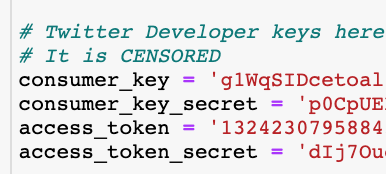 # Twitter Developer keys here
# It is CENSORED
consumer_key = 'g1WqSIDcetoal
consumer_key_secret = 'p0CpUE
access_token = '1324230795884
access_token_secret = 'dIj7Ou